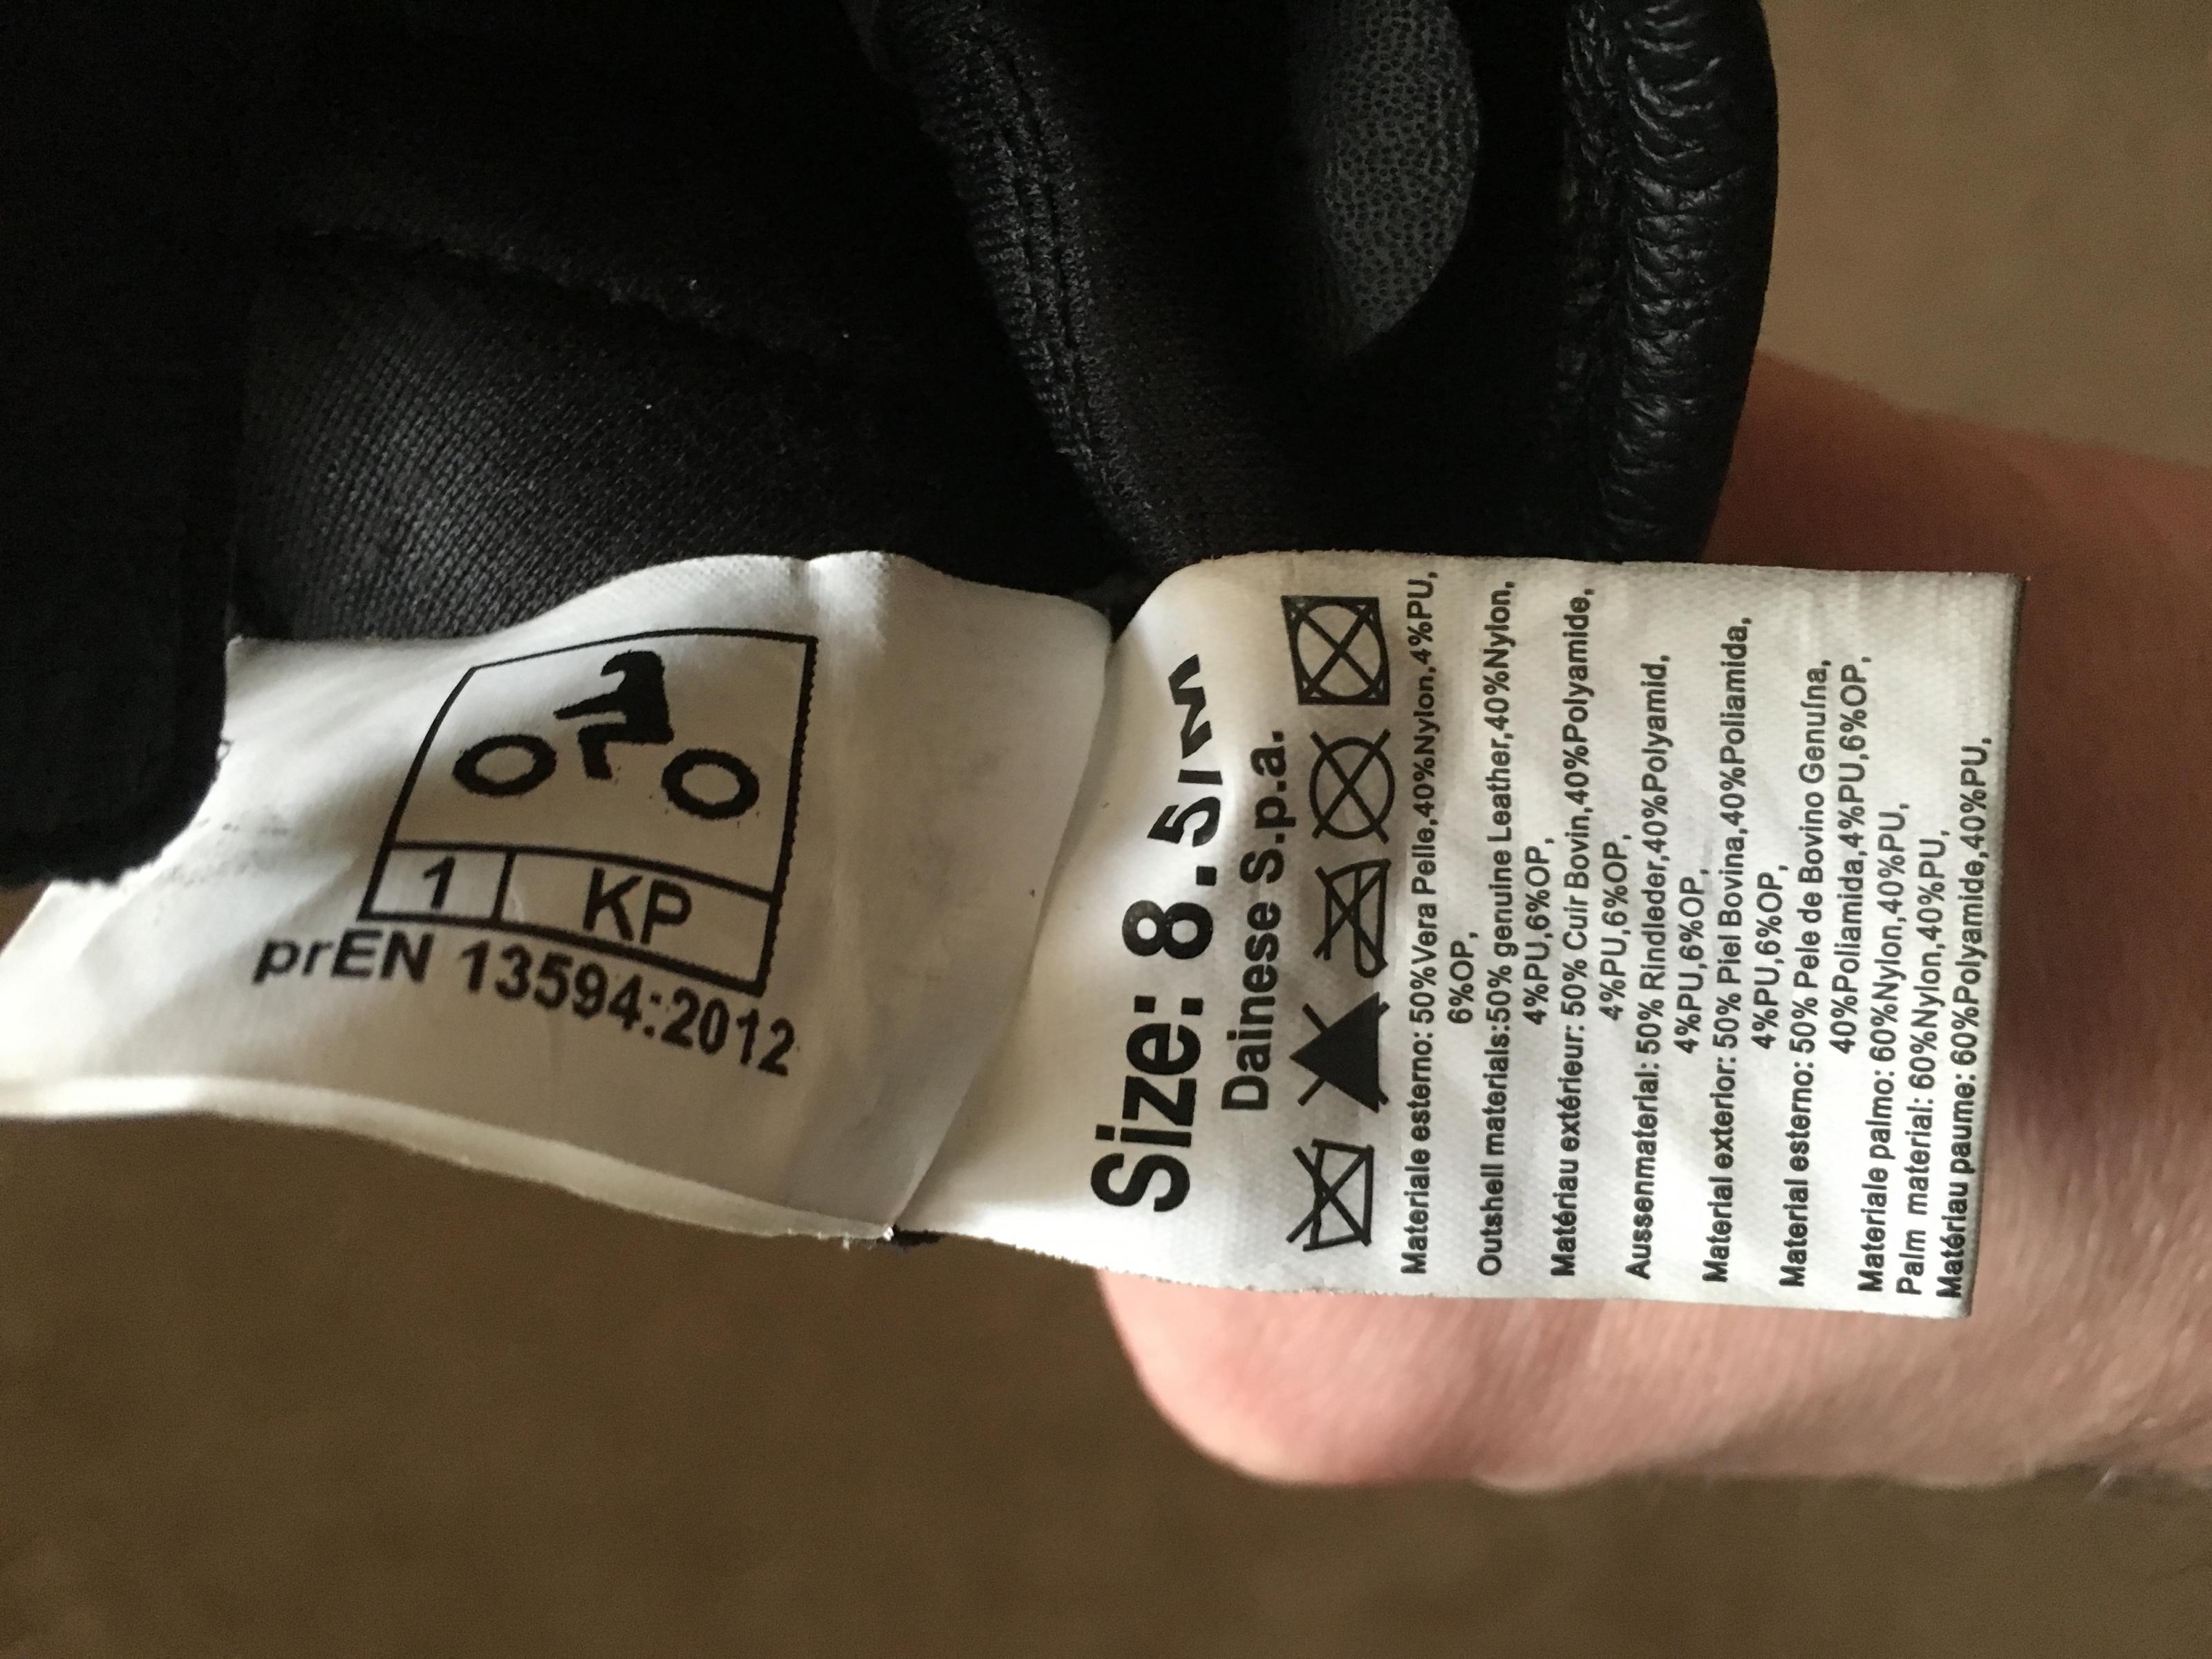 1 KP
prEN 13594:2012
Size: 8.5/M
Dainese S.p.a.
Materiale esterno: 50%Vera Pelle,40%Nylon,4%PU,
6%OP,
Outshell materials:50% genuine Leather,40%Nylon,
4%PU,6%OP,
Matériau extérieur: 50% Cuir Bovin,40%Polyamide,
4%PU,6%OP,
Aussenmaterial: 50% Rindleder,40%Polyamid,
4%PU,6%OP,
Material exterior: 50% Piel Bovina,40%Poliamida,
4%PU,6%OP,
Material esterno: 50% Pele de Bovino Genuína,
40%Poliamida,4%PU,6%OP,
Materiale palmo: 60%Nylon,40%PU,
Palm material: 60%Nylon,40%PU,
Matériau paume: 60%Polyamide,40%PU,